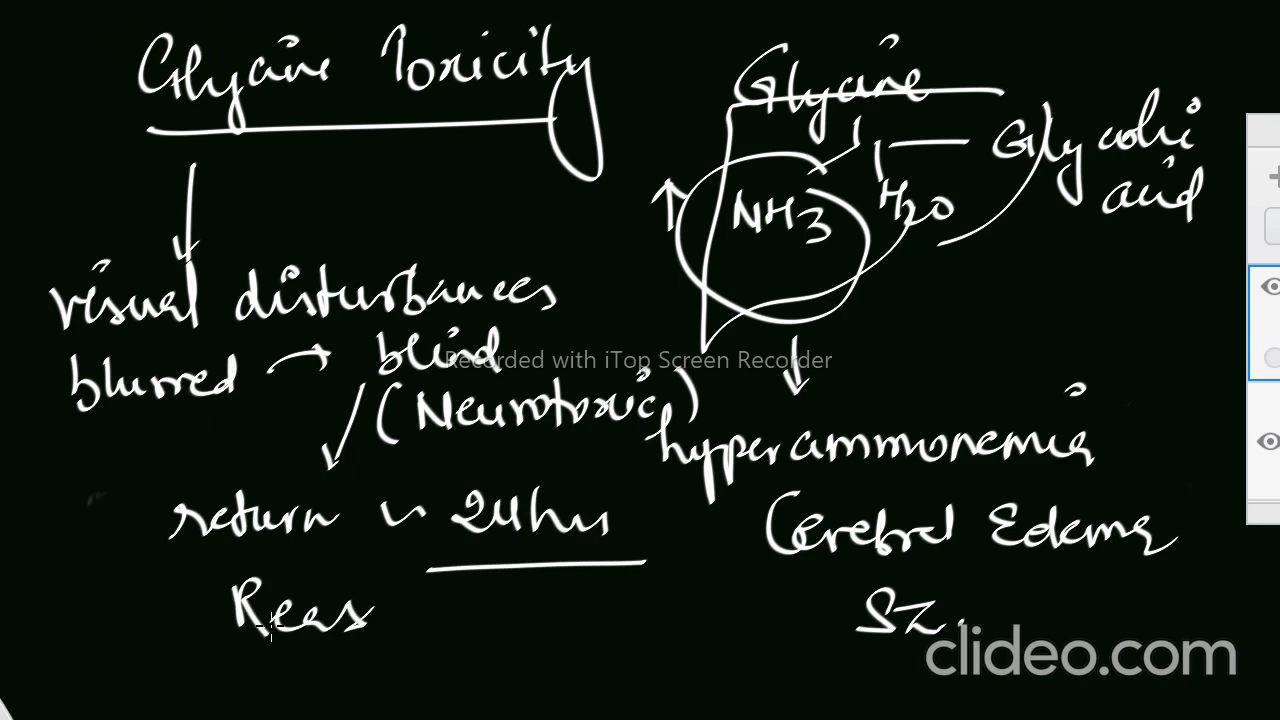 Glycine Toxicity
visual disturbances
blurred → blind
(Neurotoxic)
return in 24hrs
Reas
Glycine
↑ NH3 H2O — Glycolic
acid
hyperammonemia
Cerebral Edema
SZ.
Recorded with iTop Screen Recorder
clideo.com